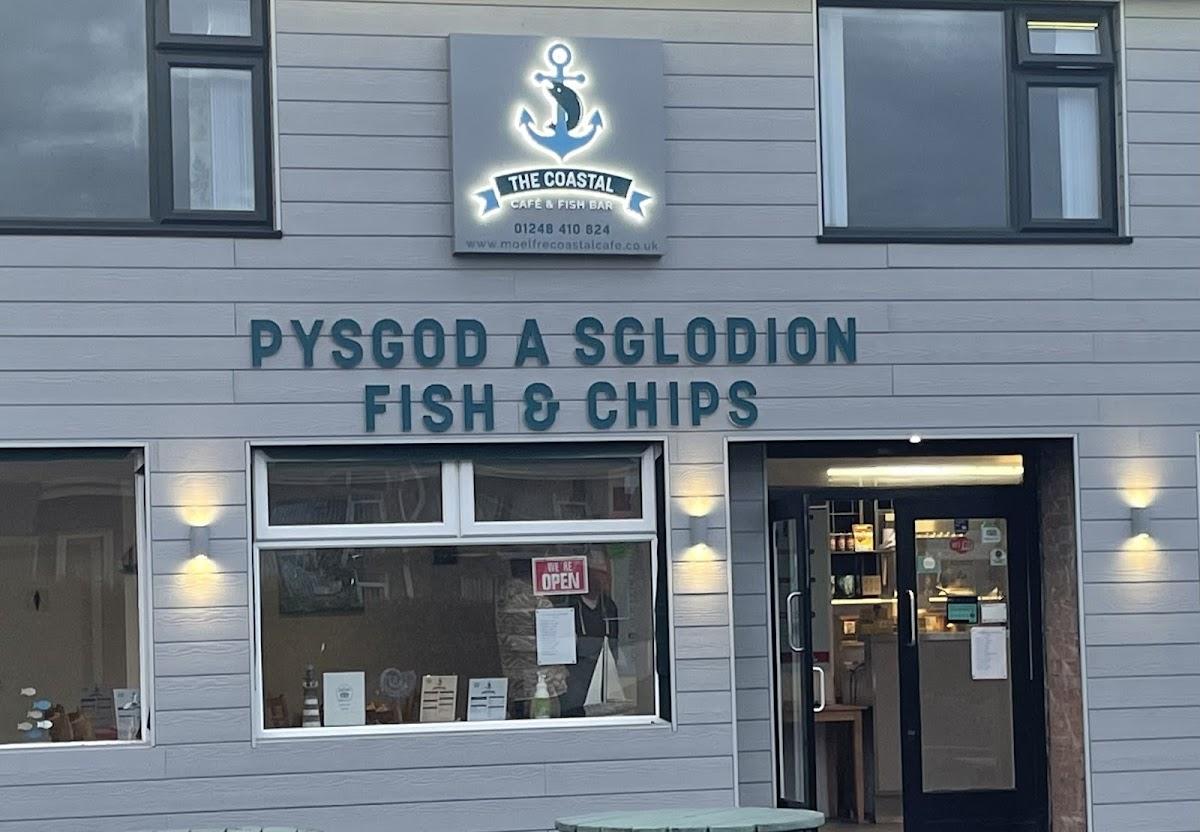 THE COASTAL
CAFÉ & FISH BAR
01248 410 824
www.moelfrecoastalcafe.co.uk
PYSGOD A SGLODION
FISH & CHIPS
WE'RE
OPEN